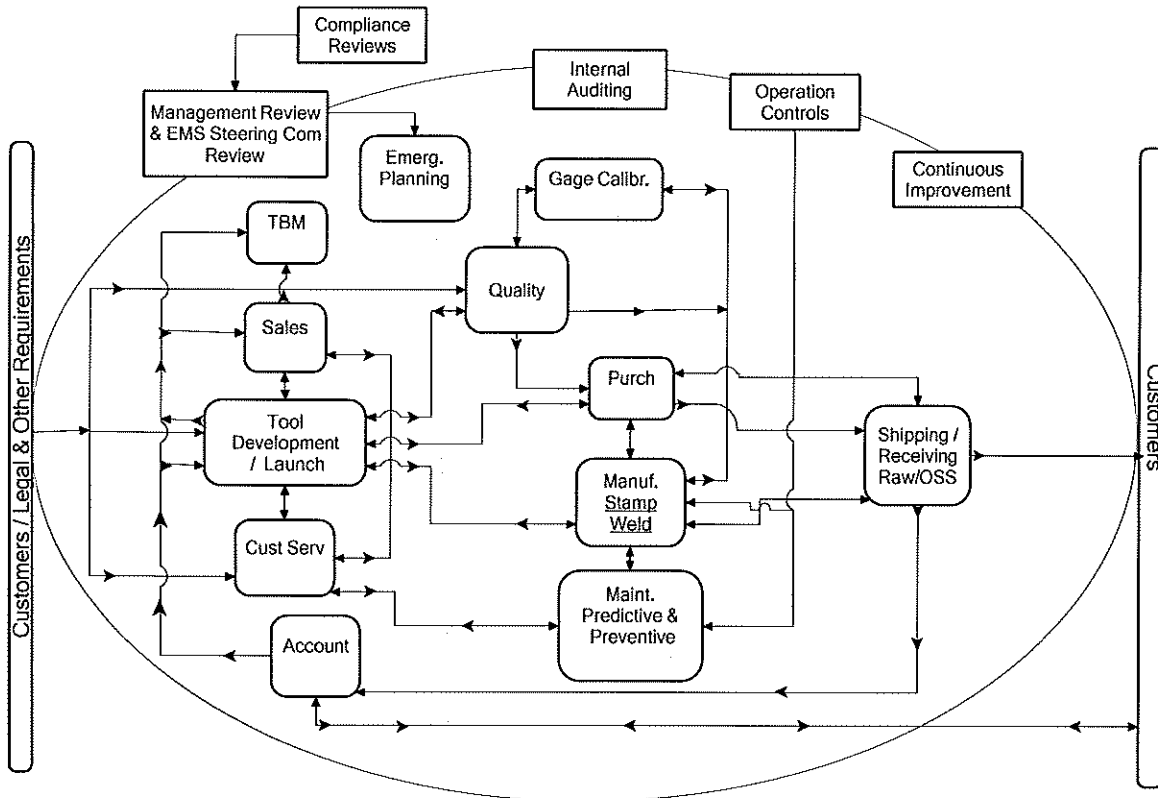 Compliance
Reviews
Internal
Auditing
Operation
Controls
Management Review
& EMS Steering Com
Review
Emerg.
Planning
Continuous
Improvement
Gage Calibr.
TBM
Quality
Sales
Purch
Tool
Development
/ Launch
Shipping /
Receiving
Raw/OSS
Manuf.
Stamp
Weld
Cust Serv
Maint.
Predictive &
Preventive
Account
Customers / Legal & Other Requirements
Customers